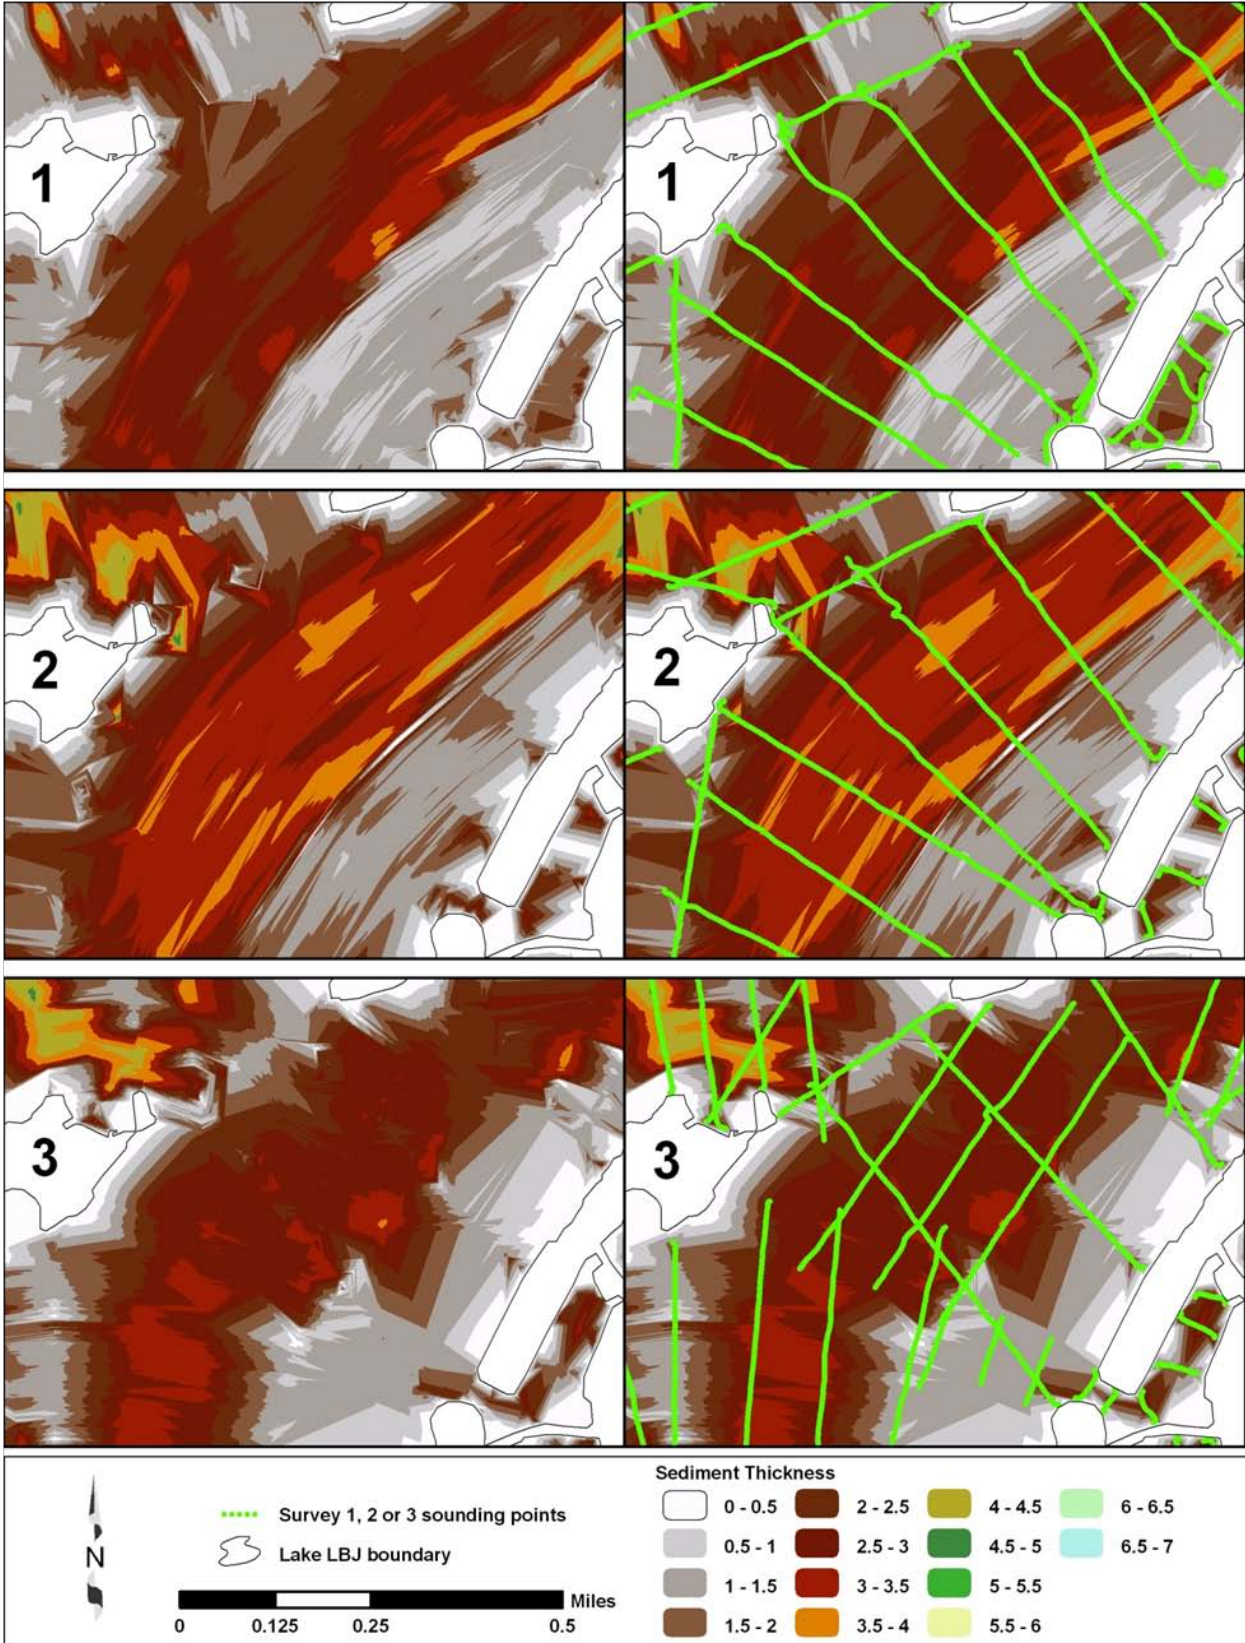 1
1
2
2
3
3
N
Survey 1, 2 or 3 sounding points
Lake LBJ boundary
0 0.125 0.25 0.5 Miles
Sediment Thickness
0 - 0.5
0.5 - 1
1 - 1.5
1.5 - 2
2 - 2.5
2.5 - 3
3 - 3.5
3.5 - 4
4 - 4.5
4.5 - 5
5 - 5.5
5.5 - 6
6 - 6.5
6.5 - 7